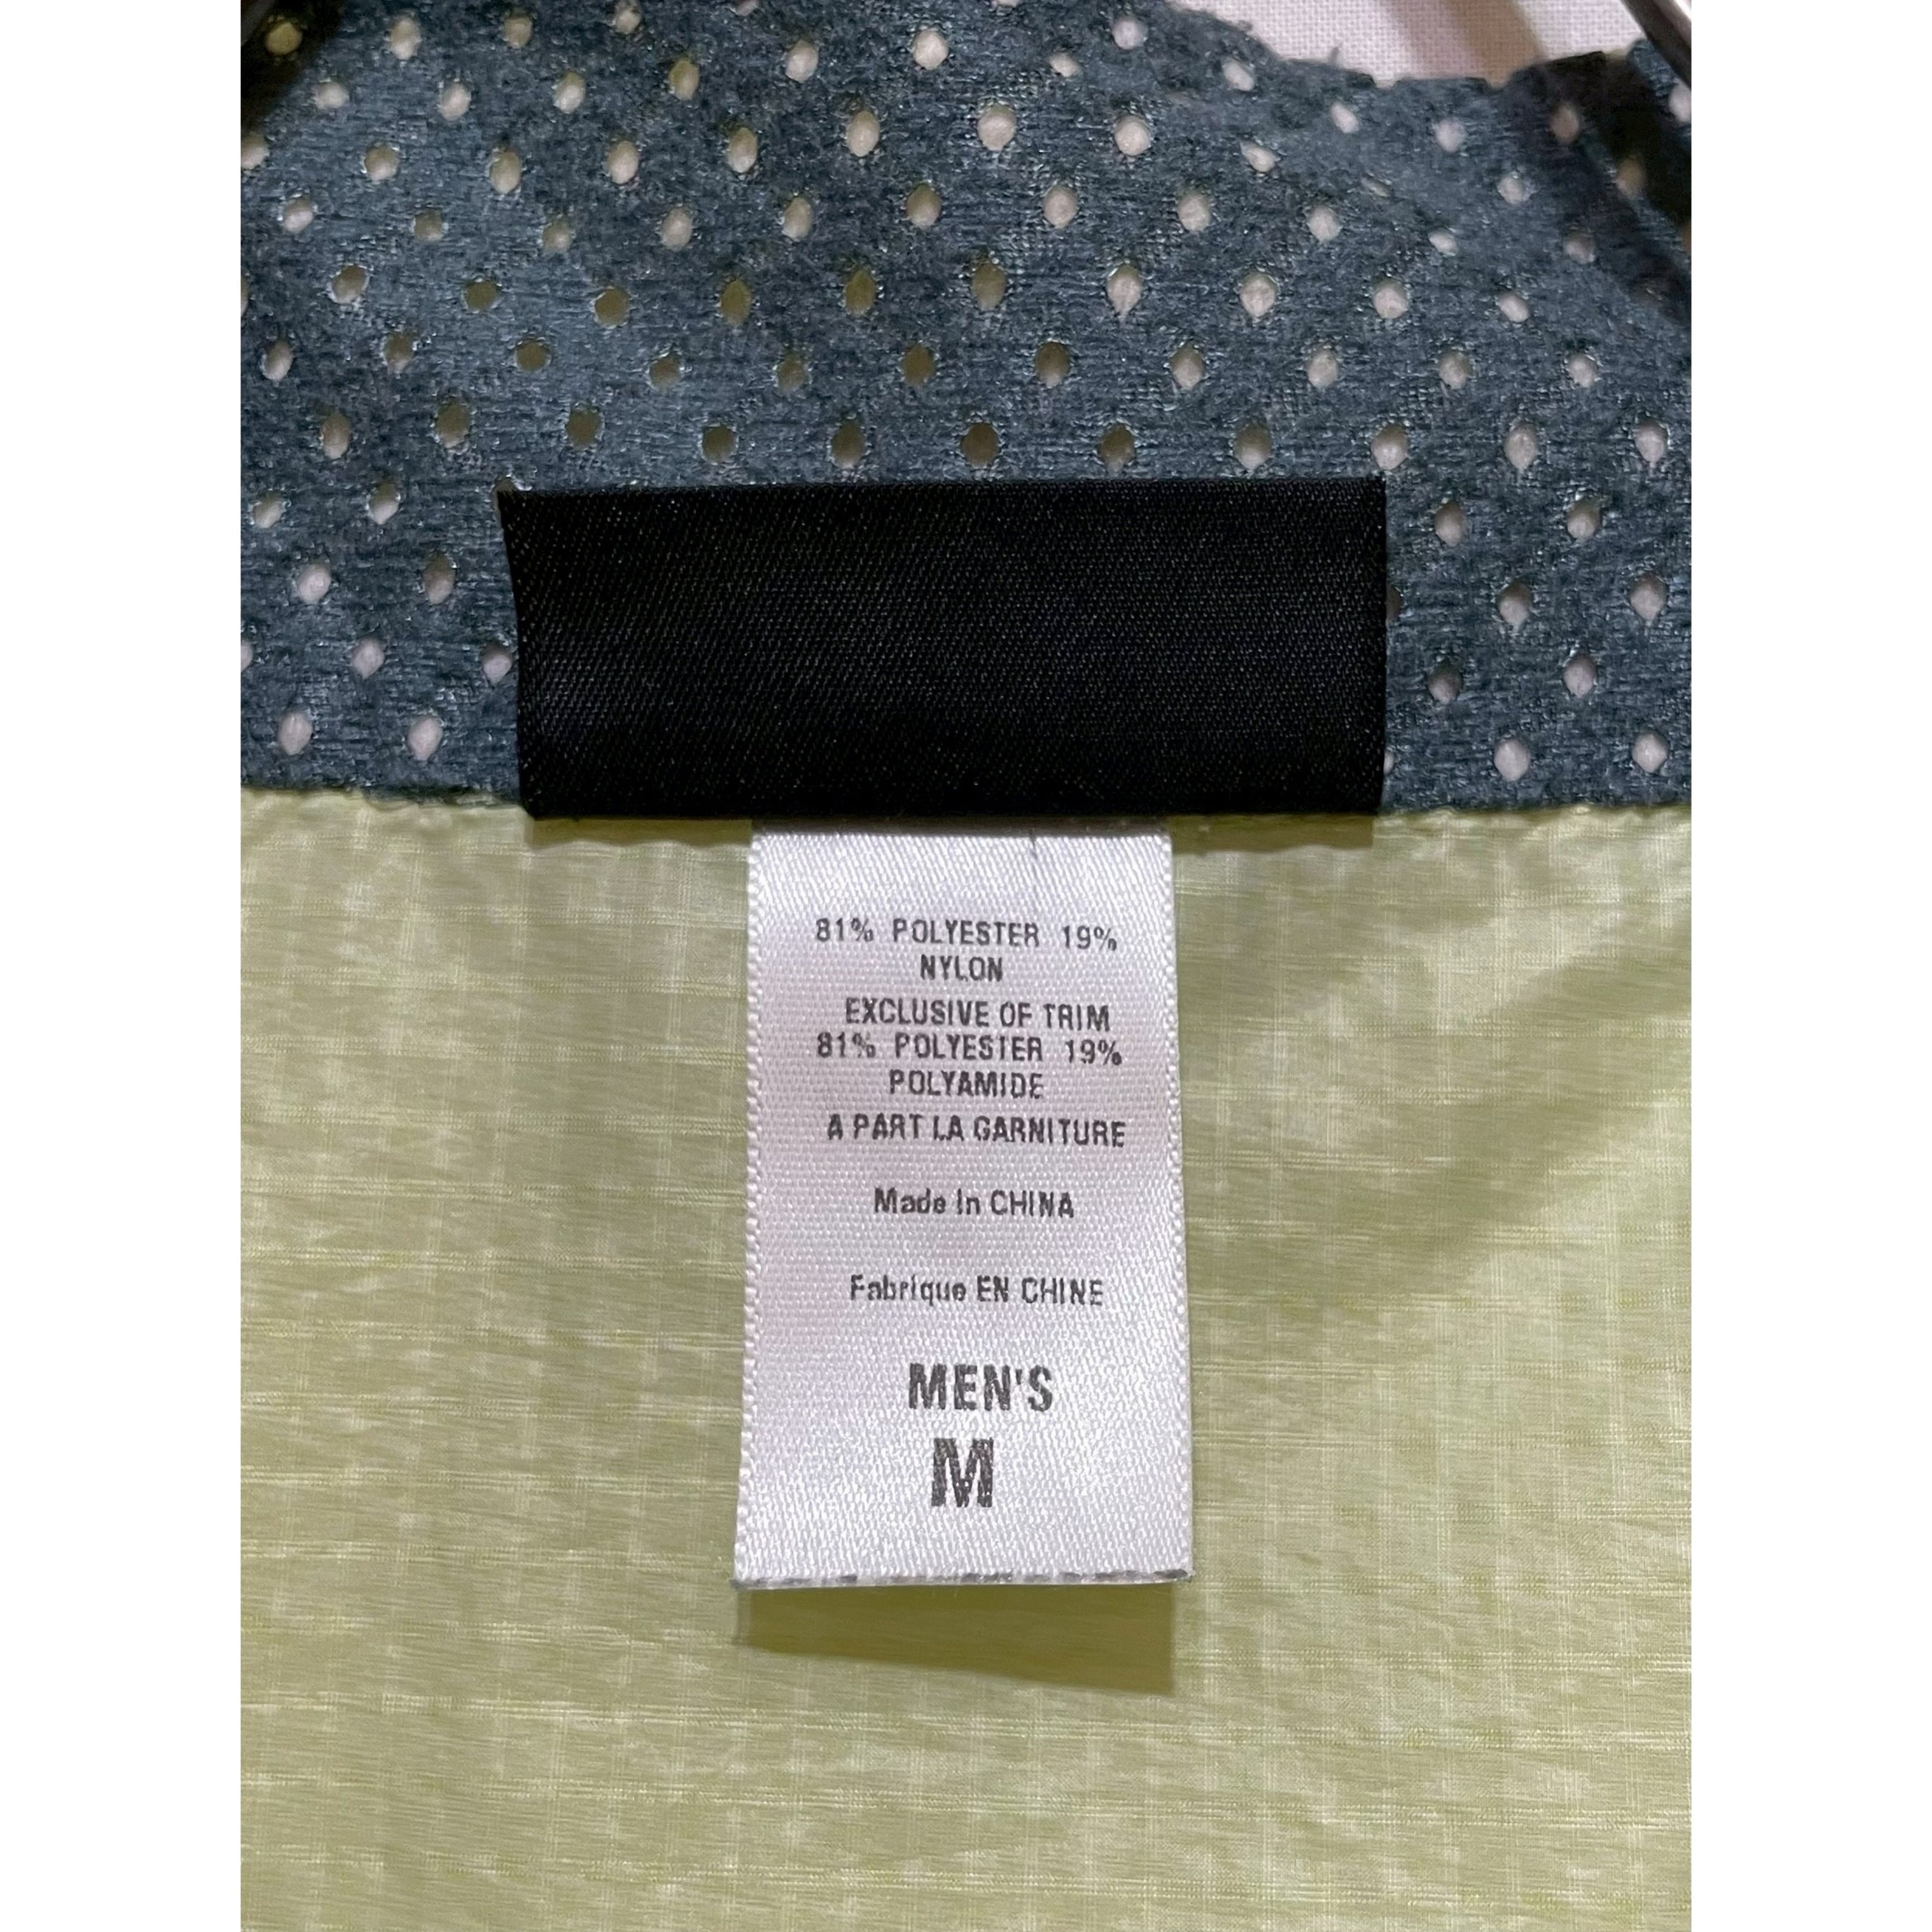 81% POLYESTER 19%
NYLON
EXCLUSIVE OF TRIM
81% POLYESTER 19%
POLYAMIDE
A PART LA GARNITURE
Made In CHINA
Fabrique EN CHINE
MEN'S
M